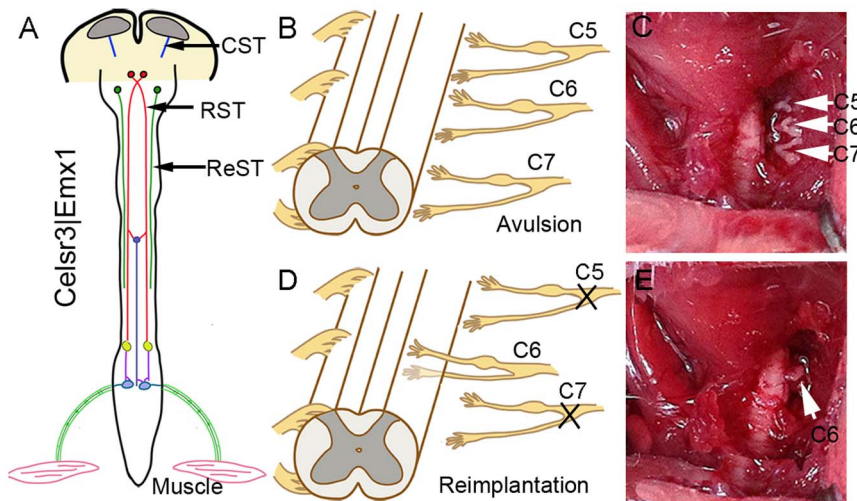 A
CST
RST
ReST
Celsr3|Emx1
Muscle
B
C5
C6
C7
Avulsion
C
C5
C6
C7
D
C5
C6
C7
Reimplantation
E
C6